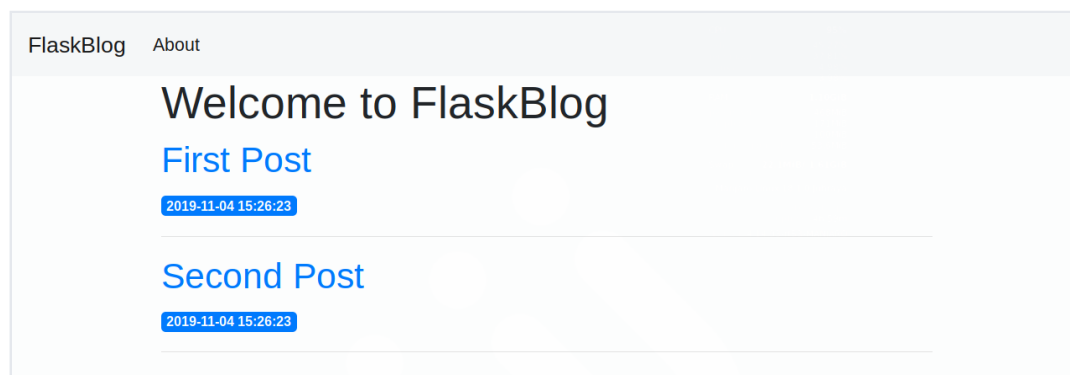 FlaskBlog About
Welcome to FlaskBlog
First Post
2019-11-04 15:26:23
Second Post
2019-11-04 15:26:23